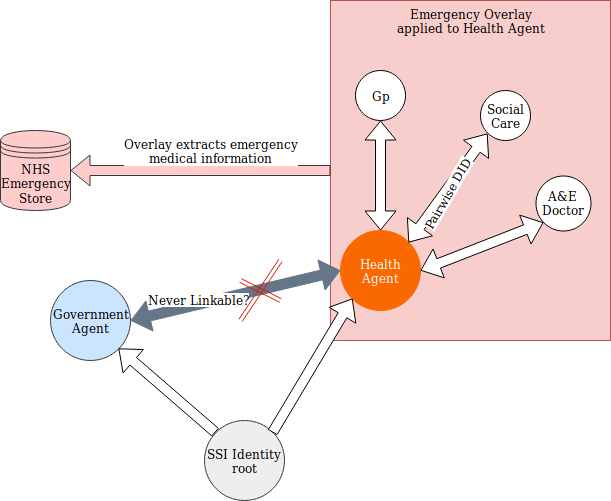 Emergency Overlay
applied to Health Agent
Gp
Social
Care
Overlay extracts emergency
medical information
NHS
Emergency
Store
Pairwise DID
A&E
Doctor
Health
Agent
Never Linkable?
Government
Agent
SSI Identity
root